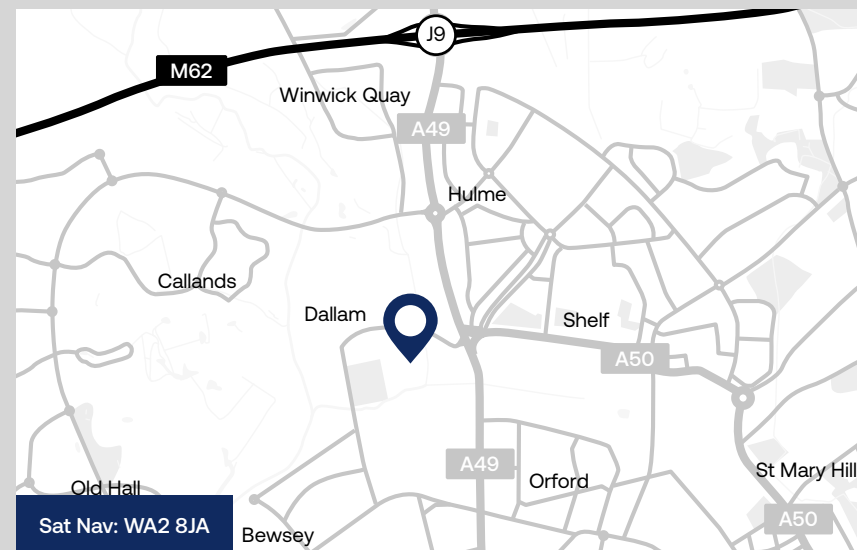 J9
M62
Winwick Quay
A49
Hulme
Callands
Dallam
Shelf
A50
A49
Orford
St Mary Hill
Old Hall
A50
Sat Nav: WA2 8JA
Bewsey